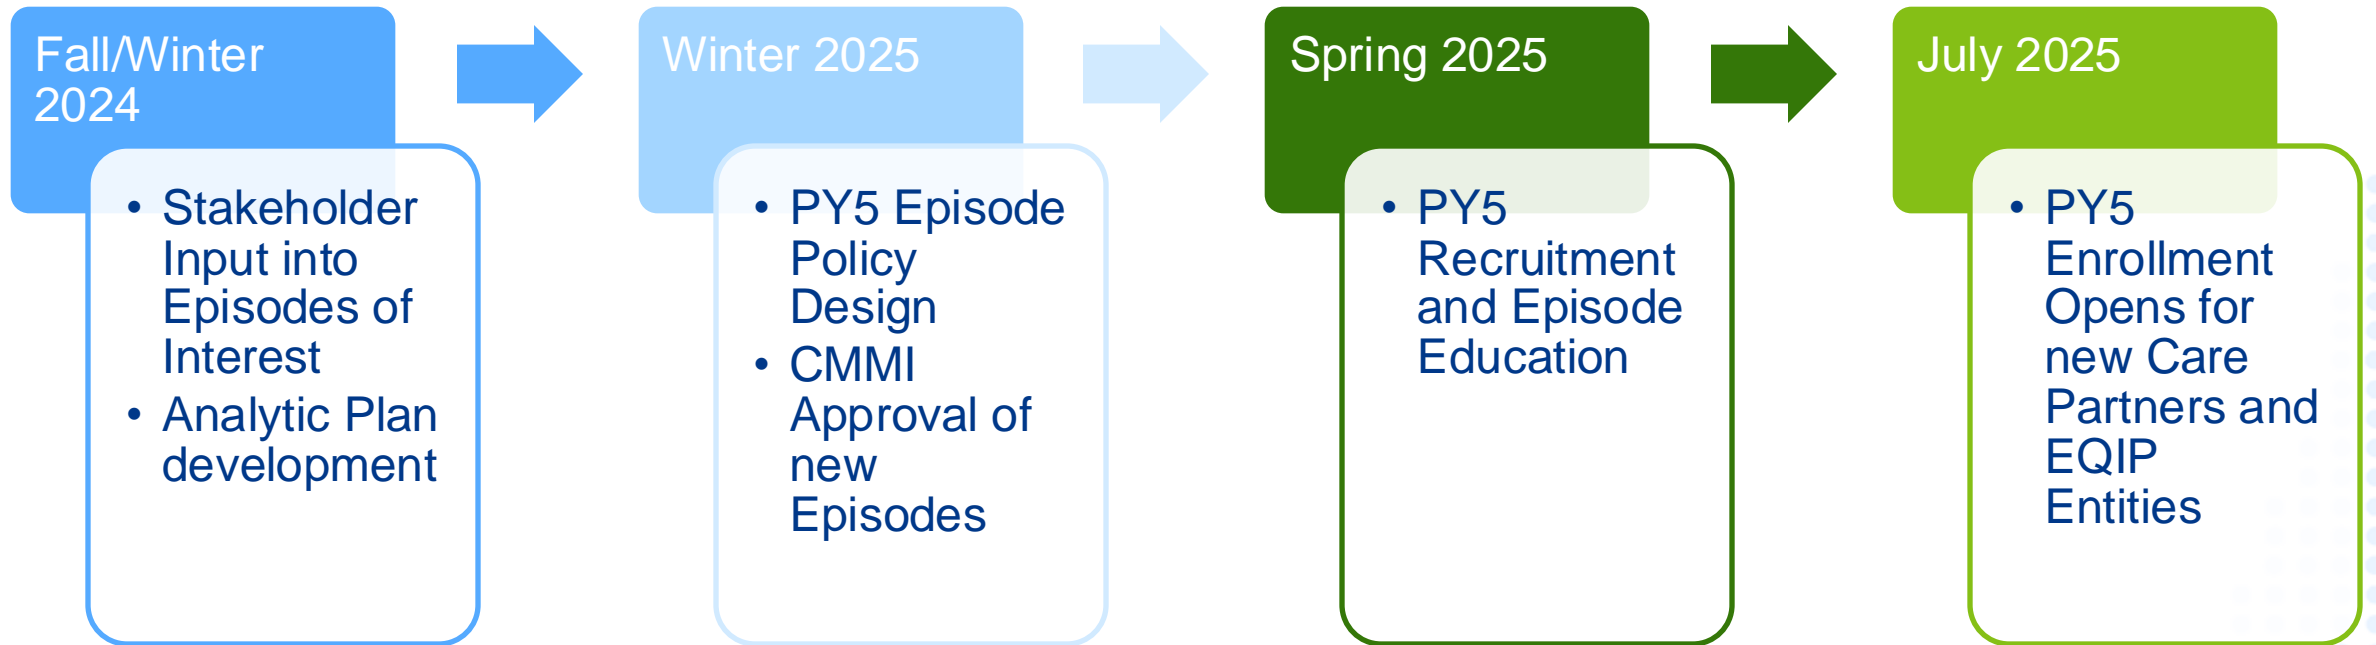 Fall/Winter
2024
• Stakeholder
Input into
Episodes of
Interest
• Analytic Plan
development
Winter 2025
• PY5 Episode
Policy
Design
• CMMI
Approval of
new
Episodes
Spring 2025
• PY5
Recruitment
and Episode
Education
July 2025
• PY5
Enrollment
Opens for
new Care
Partners and
EQIP
Entities